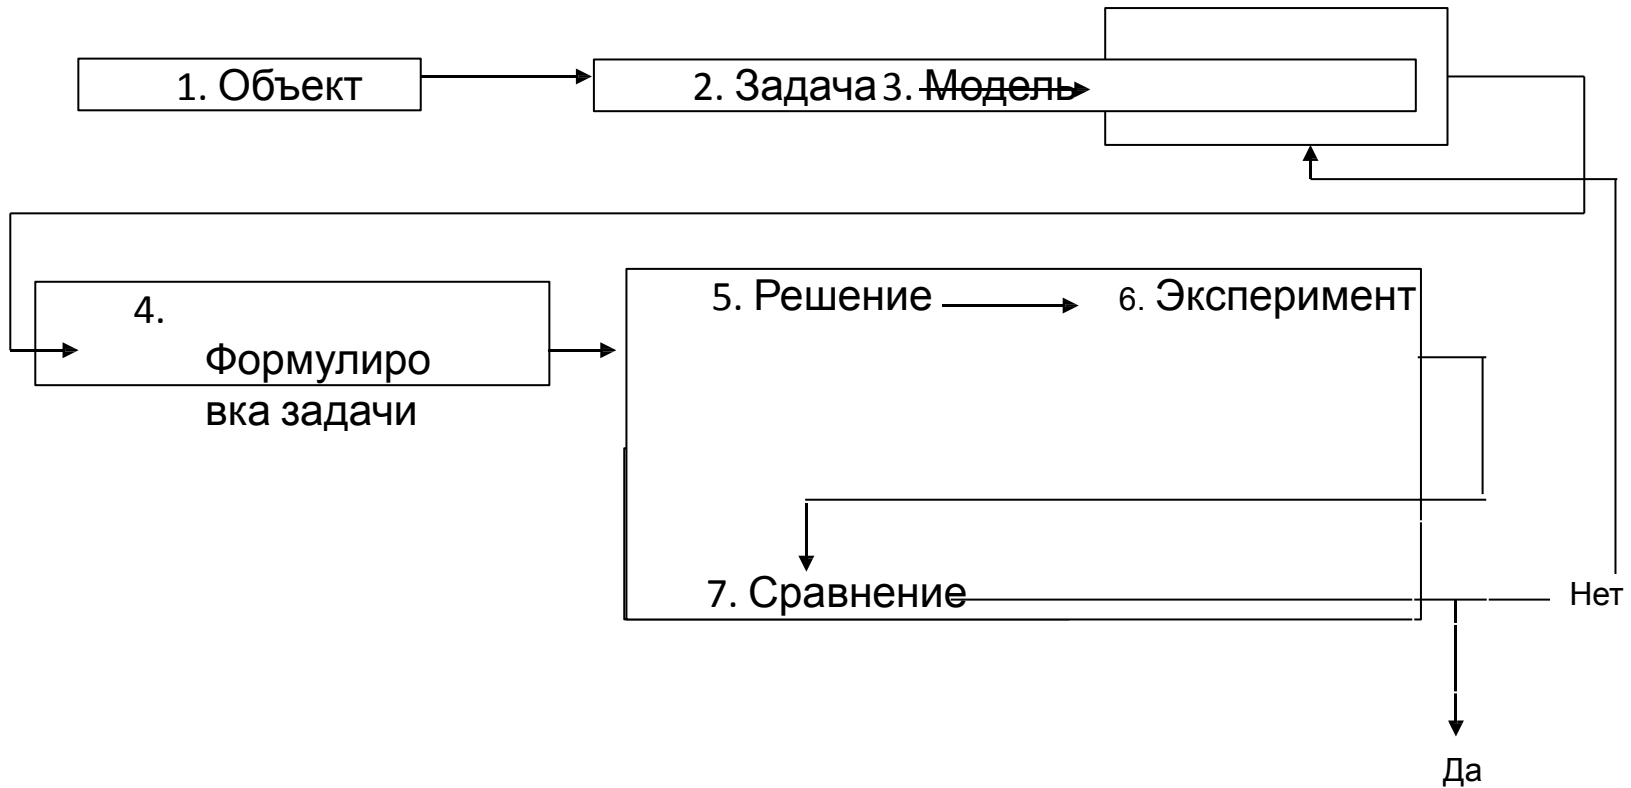 1. Объект
2. Задача 3. Модель
4.
Формулиро
вка задачи
5. Решение
6. Эксперимент
7. Сравнение
Нет
Да